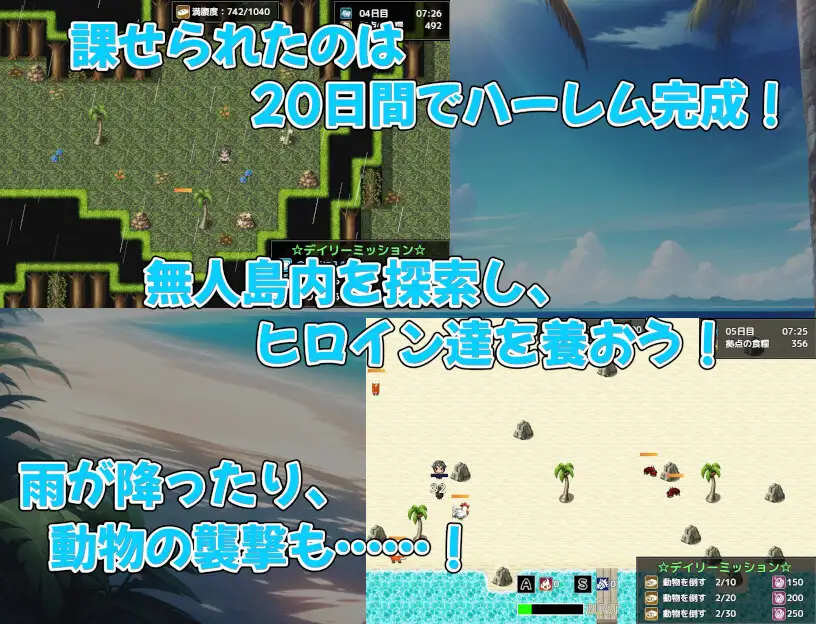 満腹度：742/1040
04日目 07:26
492
課せられたのは
20日間でハーレム完成！
☆デイリーミッション☆
無人島内を探索し、
ヒロイン達を養おう！
05日目 07:25
拠点の食糧 356
雨が降ったり、
動物の襲撃も……！
A 0 S 0
☆デイリーミッション☆
動物を倒す 2/10 150
動物を倒す 2/20 200
動物を倒す 2/30 250